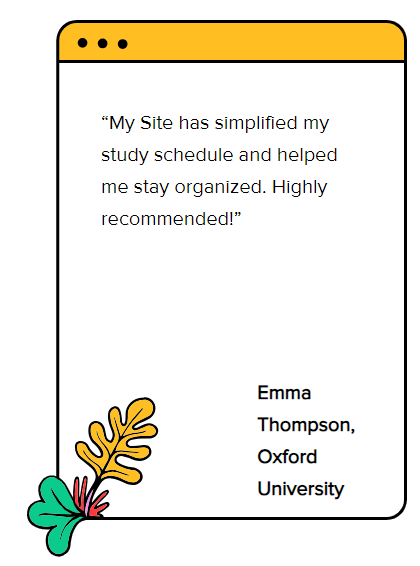 “My Site has simplified my
study schedule and helped
me stay organized. Highly
recommended!”
Emma
Thompson,
Oxford
University